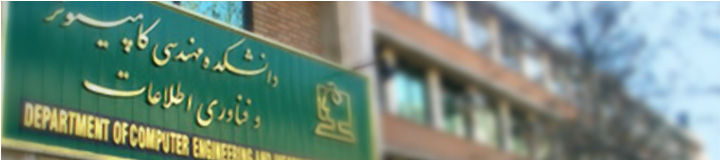 دانشکده مهندسی کامپیوتر
و فناوری اطلاعات
DEPARTMENT OF COMPUTER ENGINEERING AND